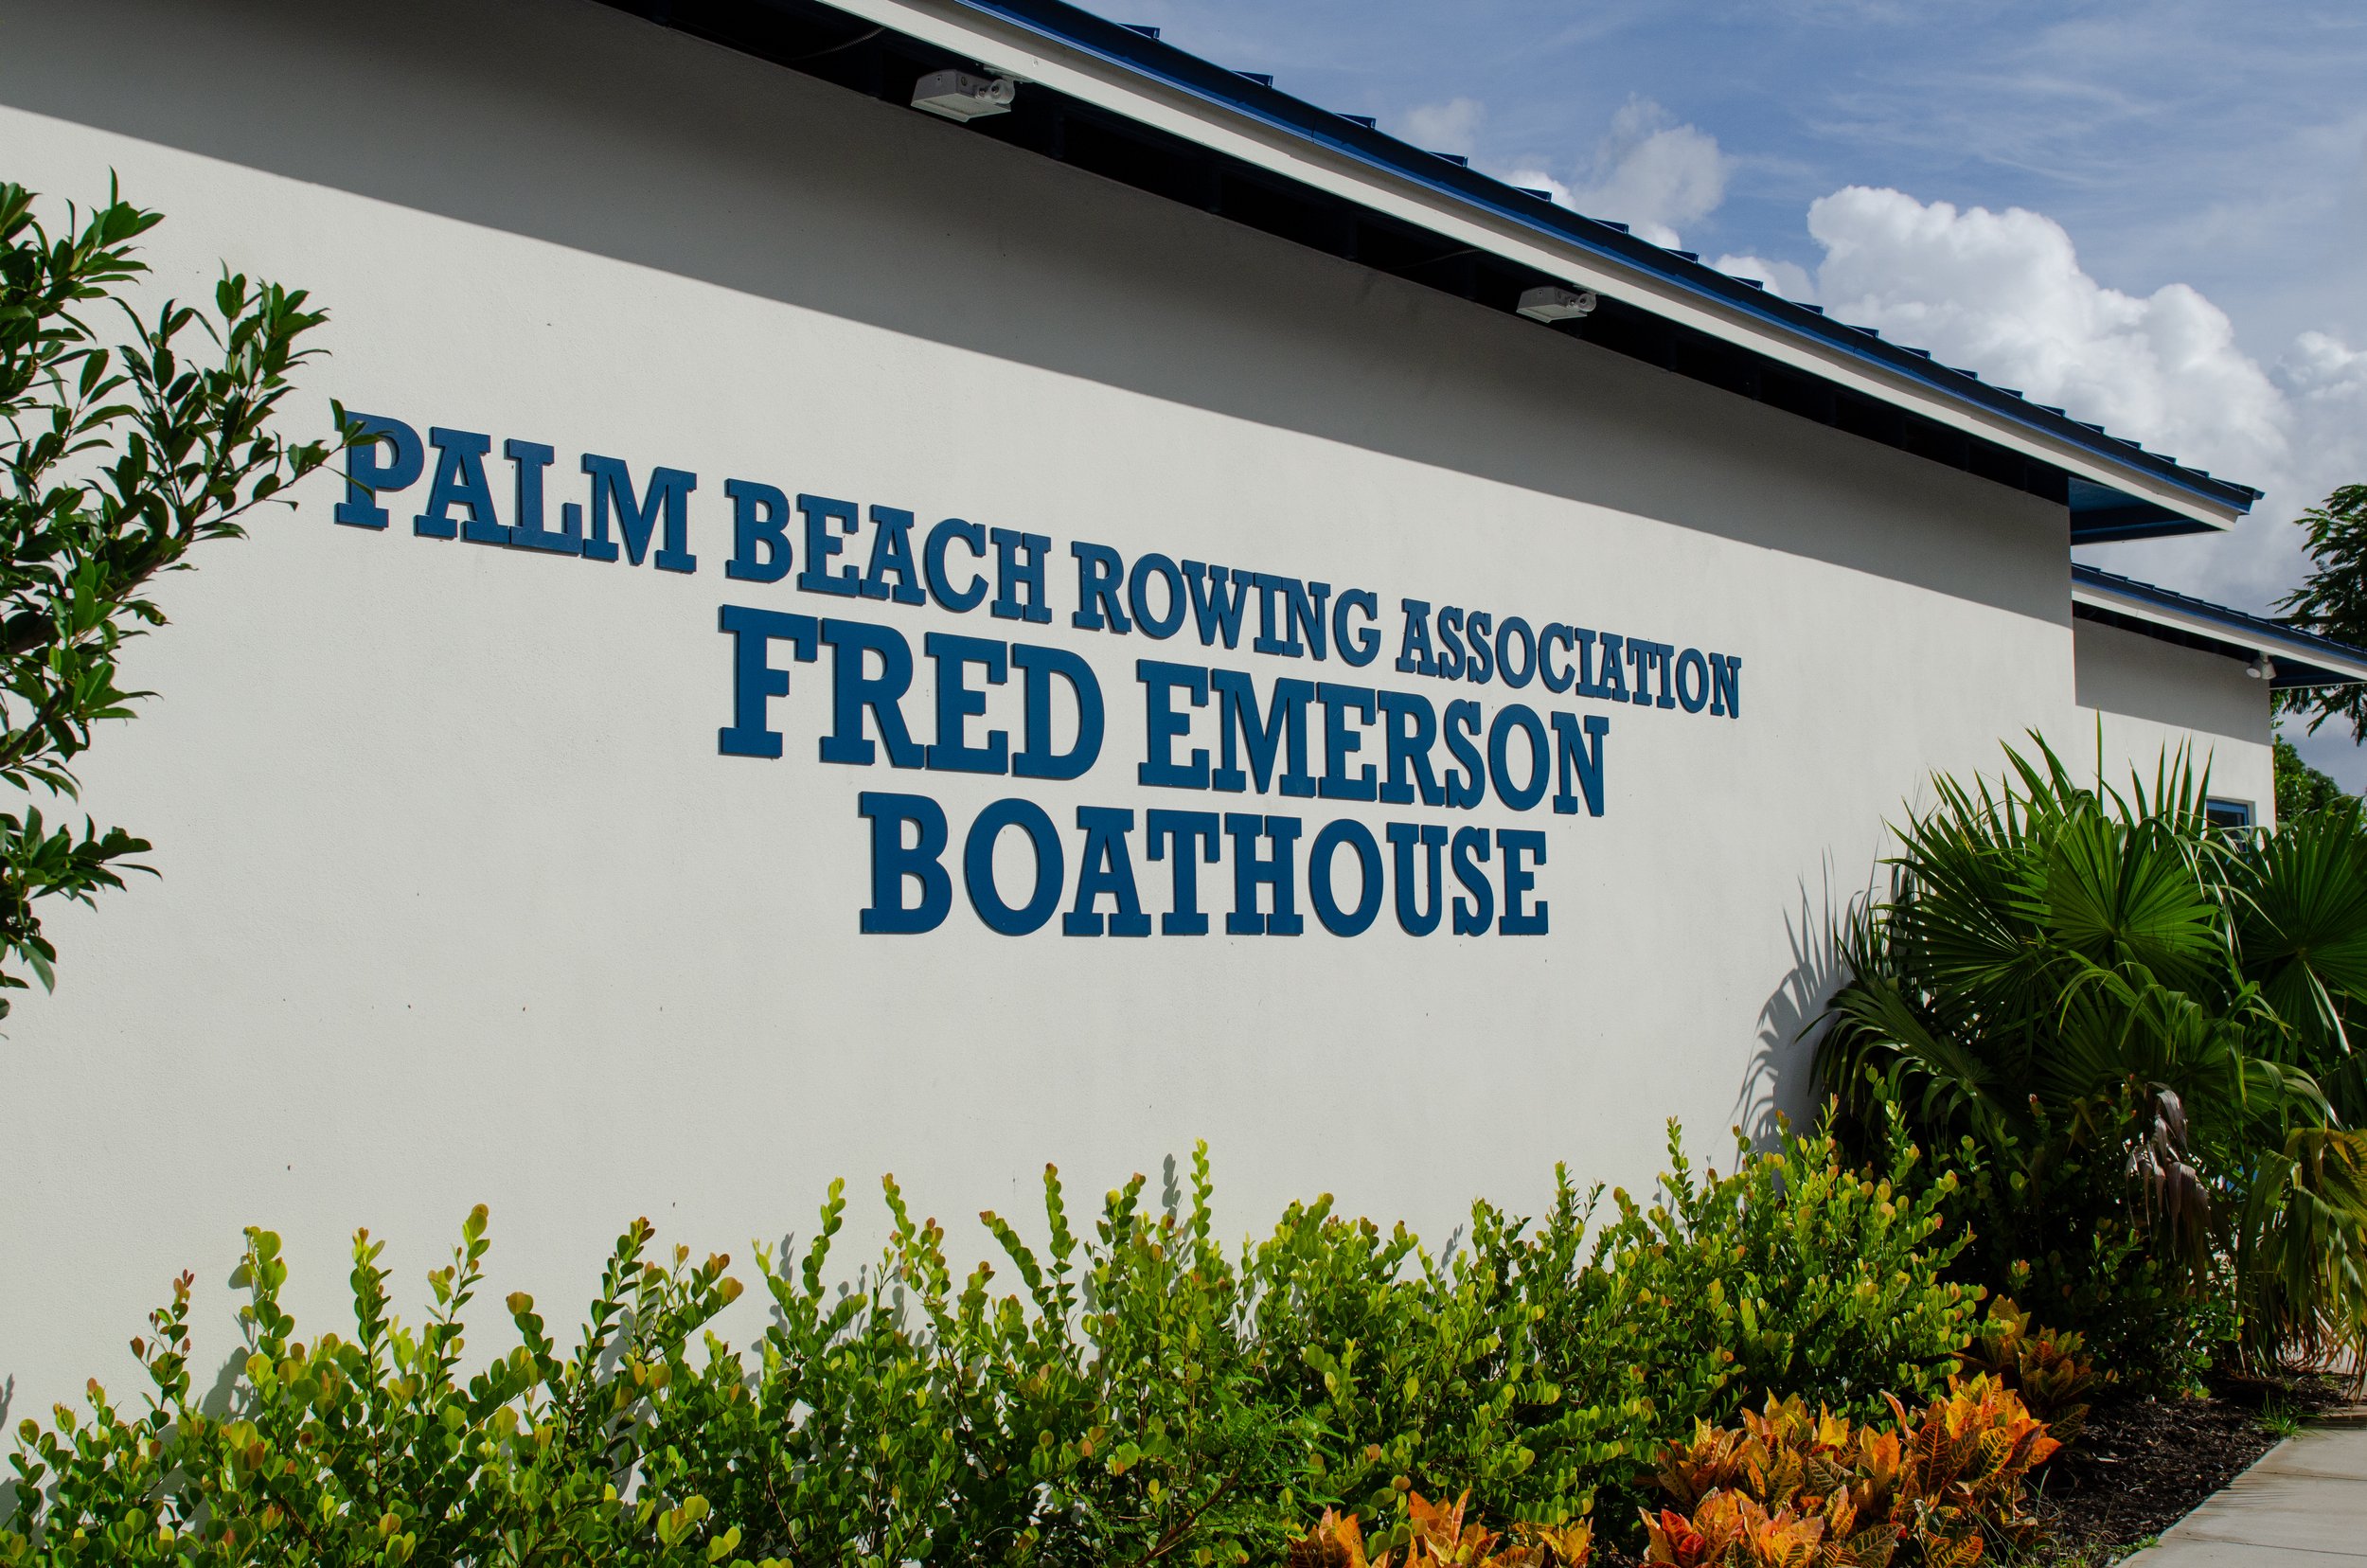 PALM BEACH ROWING ASSOCIATION
FRED EMERSON
BOATHOUSE